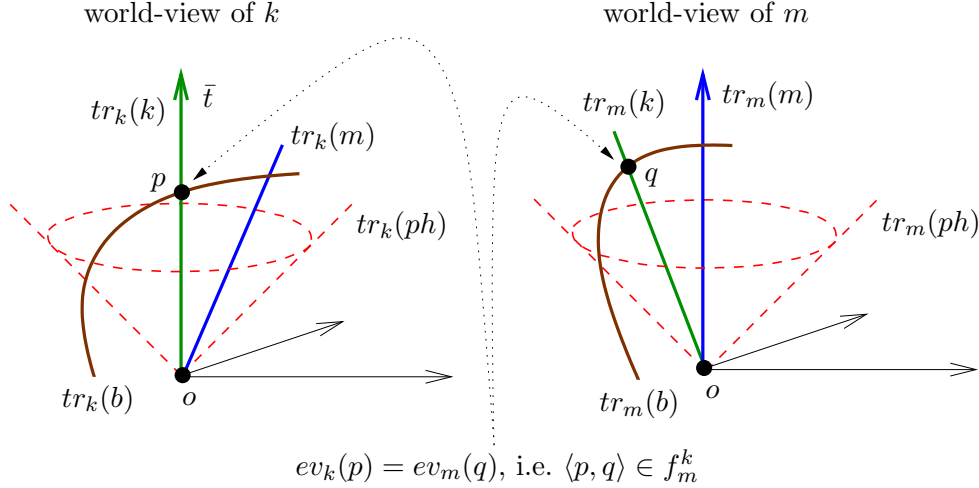 world-view of k
world-view of m
tr_k(k)
t̄
tr_k(m)
p
tr_k(ph)
tr_k(b)
o
tr_m(k)
tr_m(m)
q
tr_m(ph)
tr_m(b)
o
ev_k(p) = ev_m(q), i.e. ⟨p, q⟩ ∈ f_m^k